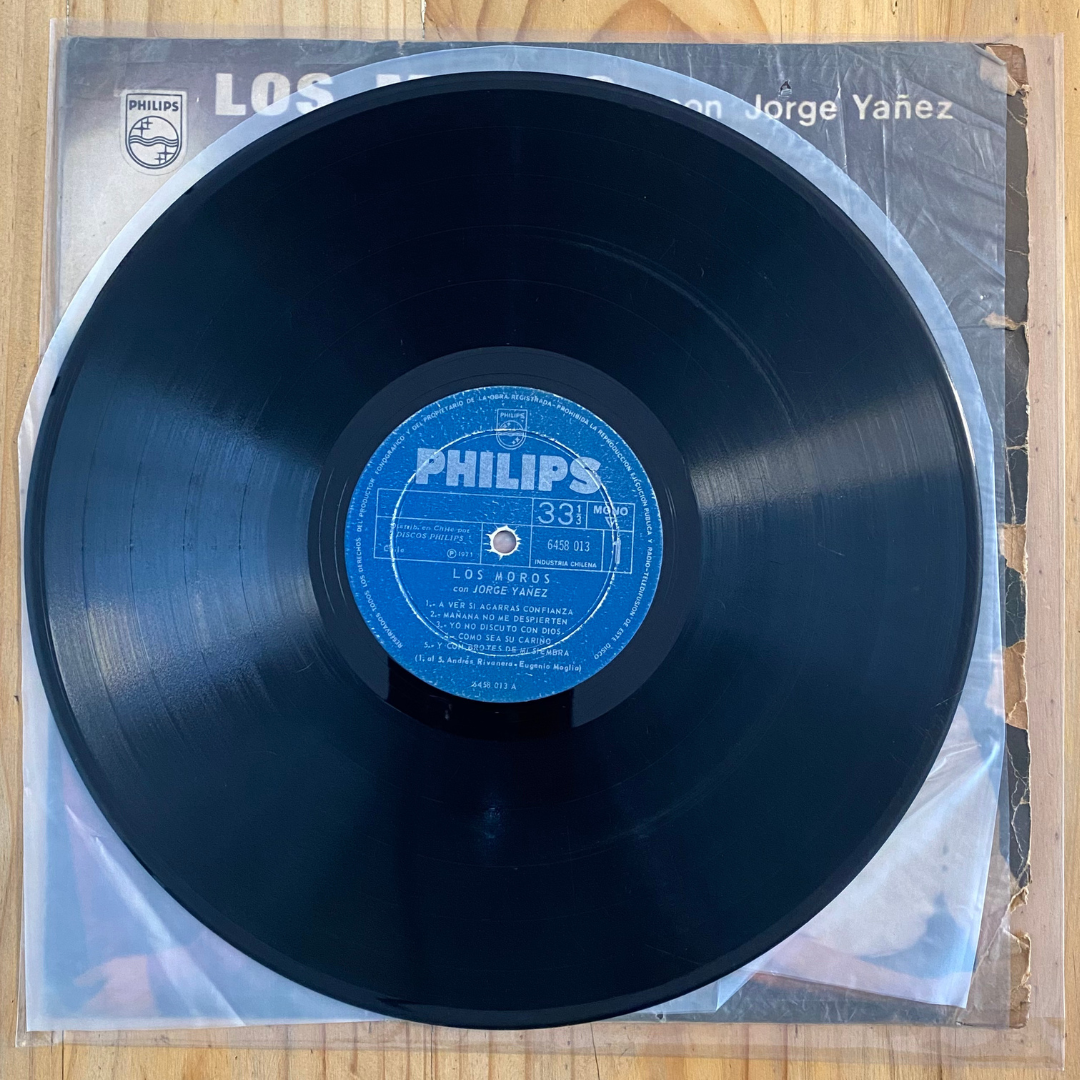 PHILIPS
LOS
con Jorge Yañez
RESERVADOS TODOS LOS DERECHOS DEL PRODUCTOR FONOGRAFICO Y DEL PROPIETARIO DE LA OBRA REGISTRADA - PROHIBIDA LA REPRODUCCION EJECUCION PUBLICA Y RADIO-TELEDIFUSION DE ESTE DISCO
PHILIPS
PHILIPS
33 1/3
MONO
Distrib. en Chile por
DISCOS PHILIPS
Chile
6458 013
1
INDUSTRIA CHILENA
LOS MOROS
con JORGE YAÑEZ
1.- A VER SI AGARRAS CONFIANZA
2.- MAÑANA NO ME DESPIERTEN
3.- YO NO DISCUTO CON DIOS.
4.- COMO SEA SU CARIÑO
5.- Y CON BROTES DE MI SIEMBRA
(1. al 5. Andrés Rivanera - Eugenio Moglia)
6458 013 A